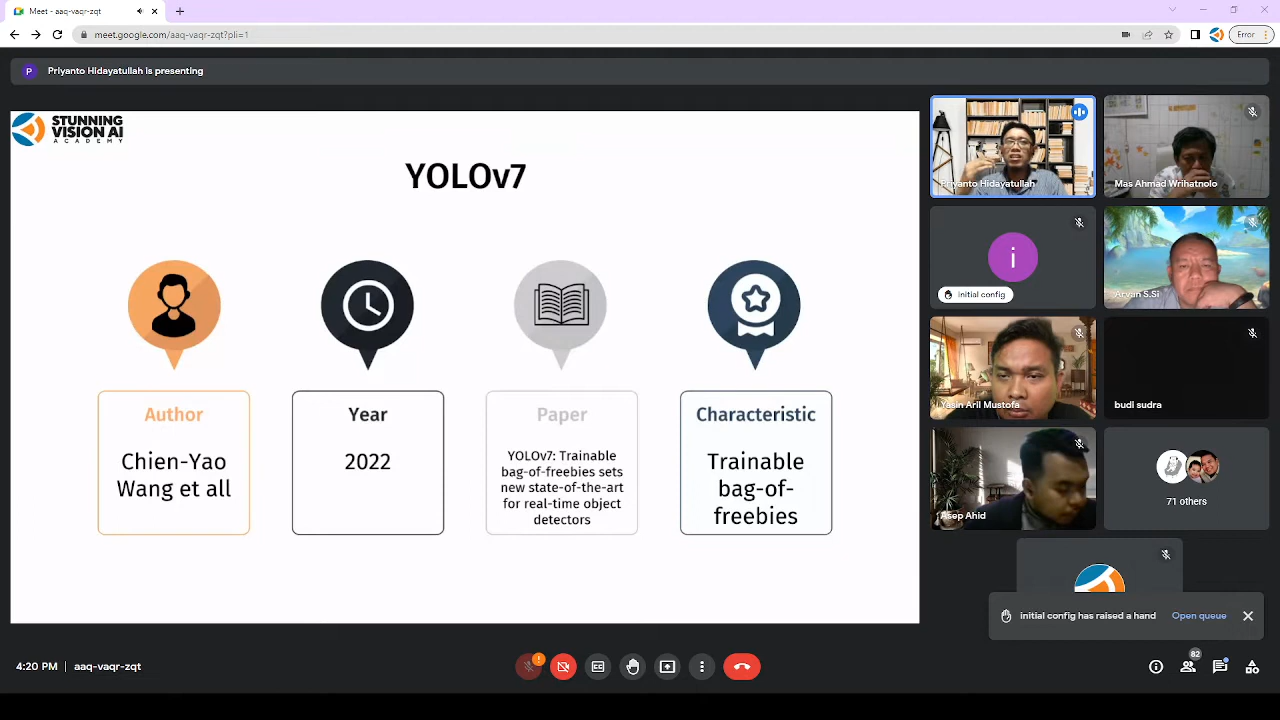 Meet - aaq-vaqr-zqt
meet.google.com/aaq-vaqr-zqt?pli=1
Error
P
Priyanto Hidayatullah is presenting
STUNNING
VISION AI
ACADEMY
YOLOv7
Author
Chien-Yao
Wang et all
Year
2022
Paper
YOLOv7: Trainable
bag-of-freebies sets
new state-of-the-art
for real-time object
detectors
Characteristic
Trainable
bag-of-
freebies
Priyanto Hidayatullah
Mas Ahmad Wrihatnolo
i
initial config
Arvan S.Si
Yasin Aril Mustofa
budi sudra
Asep Ahid
71 others
initial config has raised a hand
Open queue
4:20 PM
aaq-vaqr-zqt
82